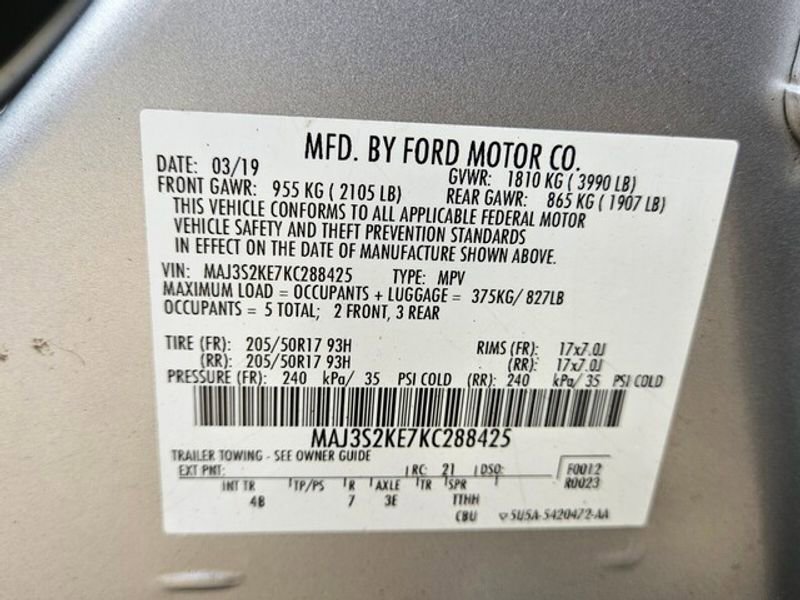 MFD. BY FORD MOTOR CO.
DATE: 03/19 GVWR: 1810 KG ( 3990 LB)
FRONT GAWR: 955 KG ( 2105 LB) REAR GAWR: 865 KG ( 1907 LB)
THIS VEHICLE CONFORMS TO ALL APPLICABLE FEDERAL MOTOR
VEHICLE SAFETY AND THEFT PREVENTION STANDARDS
IN EFFECT ON THE DATE OF MANUFACTURE SHOWN ABOVE.
VIN: MAJ3S2KE7KC288425 TYPE: MPV
MAXIMUM LOAD = OCCUPANTS + LUGGAGE = 375KG/ 827LB
OCCUPANTS = 5 TOTAL; 2 FRONT, 3 REAR
TIRE (FR): 205/50R17 93H RIMS (FR): 17x7.0J
(RR): 205/50R17 93H (RR): 17x7.0J
PRESSURE (FR): 240 kPa/ 35 PSI COLD (RR): 240 kPa/ 35 PSI COLD
MAJ3S2KE7KC288425
TRAILER TOWING - SEE OWNER GUIDE
EXT PNT: RC: 21 DSO: F0012
INT TR TP/PS R AXLE TR SPR R0023
4B 7 3E TTHH
CBU 5U5A-5420472-AA